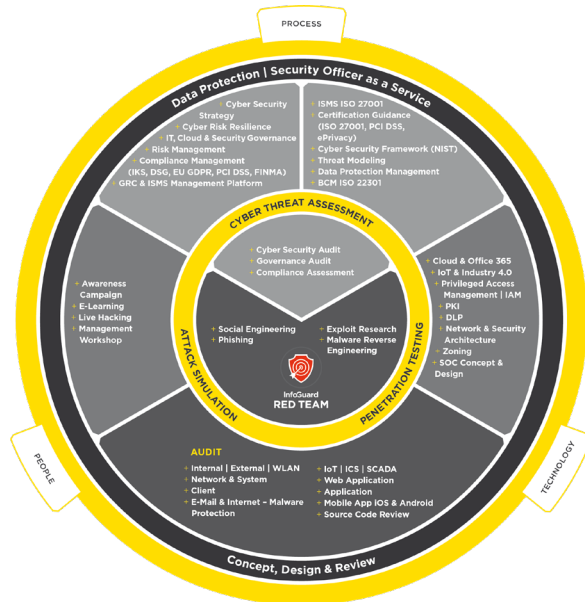 PROCESS
Data Protection | Security Officer as a Service
+ Cyber Security
Strategy
+ Cyber Risk Resilience
+ IT, Cloud & Security Governance
+ Risk Management
+ Compliance Management
(IKS, DSG, EU GDPR, PCI DSS, FINMA)
+ GRC & ISMS Management Platform
+ ISMS ISO 27001
+ Certification Guidance
(ISO 27001, PCI DSS,
ePrivacy)
+ Cyber Security Framework (NIST)
+ Threat Modeling
+ Data Protection Management
+ BCM ISO 22301
CYBER THREAT ASSESSMENT
+ Cyber Security Audit
+ Governance Audit
+ Compliance Assessment
+ Awareness
Campaign
+ E-Learning
+ Live Hacking
+ Management
Workshop
+ Cloud & Office 365
+ IoT & Industry 4.0
+ Privileged Access
Management | IAM
+ PKI
+ DLP
+ Network & Security
Architecture
+ Zoning
+ SOC Concept &
Design
ATTACK SIMULATION
+ Social Engineering
+ Phishing
+ Exploit Research
+ Malware Reverse
Engineering
PENETRATION TESTING
InfoGuard
RED TEAM
AUDIT
+ Internal | External | WLAN
+ Network & System
+ Client
+ E-Mail & Internet – Malware
Protection
+ IoT | ICS | SCADA
+ Web Application
+ Application
+ Mobile App iOS & Android
+ Source Code Review
PEOPLE
TECHNOLOGY
Concept, Design & Review